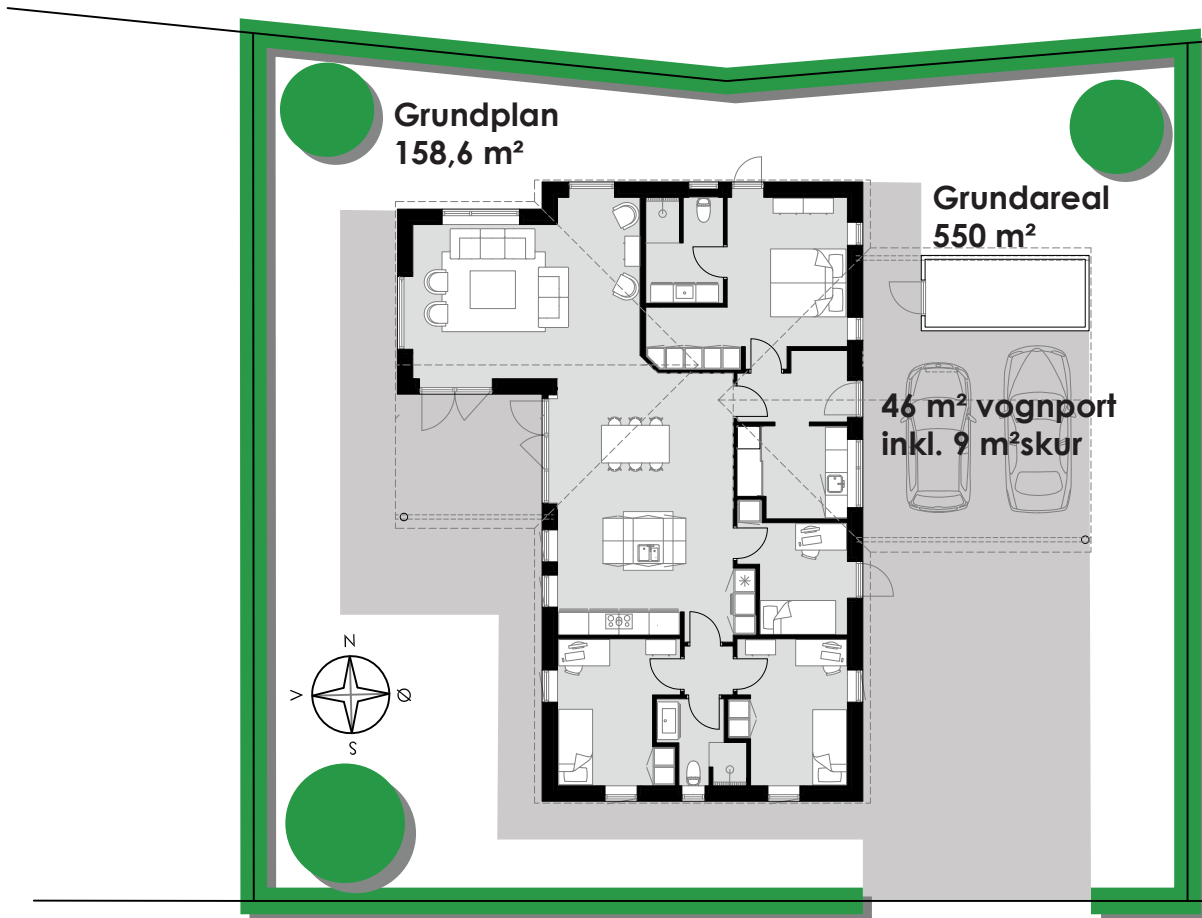 Grundplan
158,6 m²
Grundareal
550 m²
46 m² vognport
inkl. 9 m²skur
N
V
Ø
S